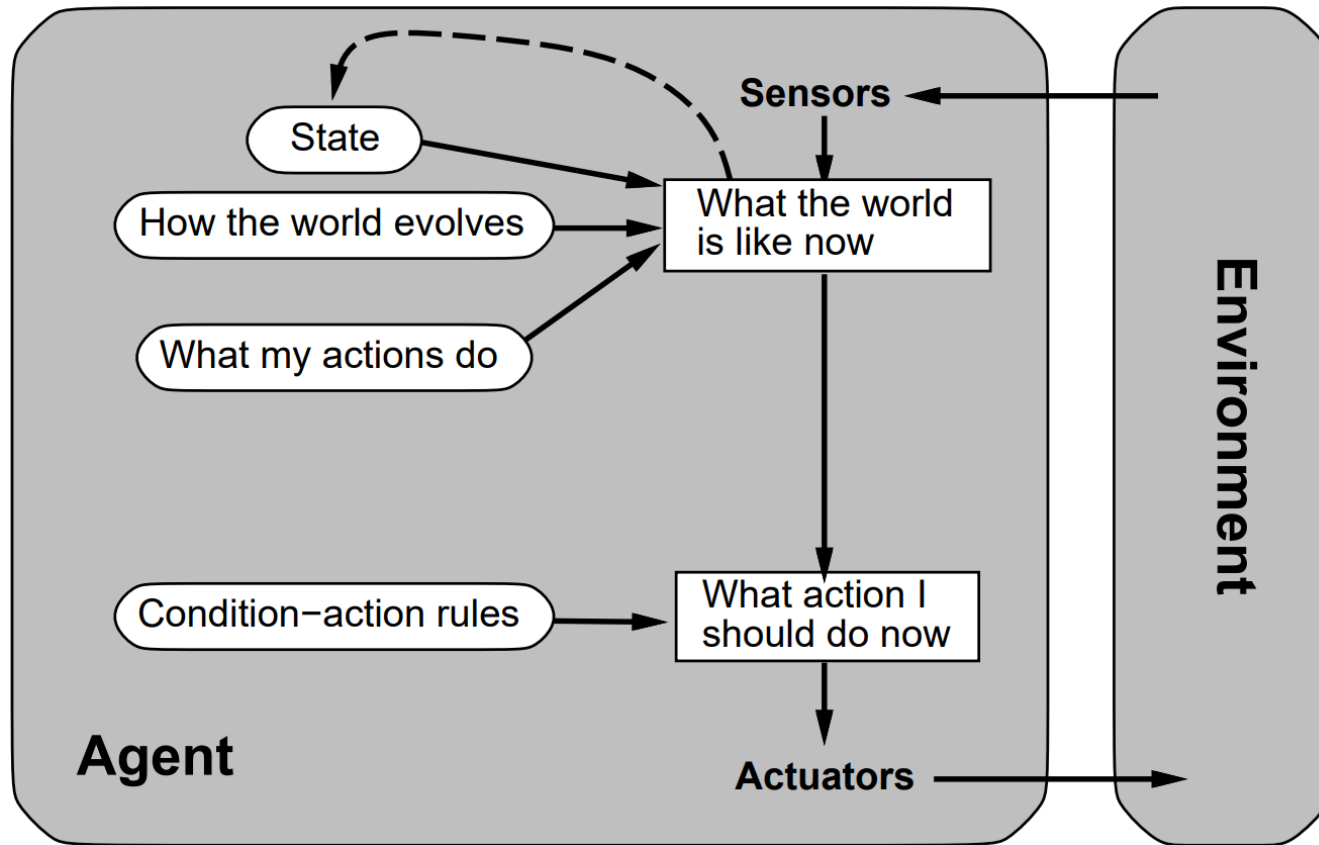 Sensors
State
What the world
is like now
How the world evolves
What my actions do
Condition−action rules
What action I
should do now
Agent
Actuators
Environment